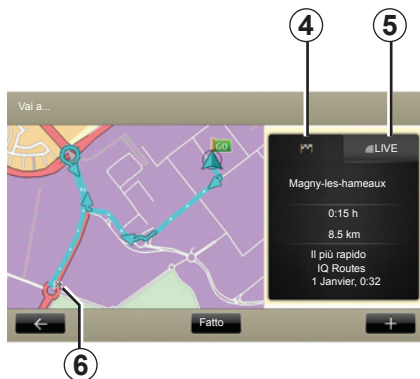 4
5
Vai a...
GO
LIVE
Magny-les-hameaux
0:15 h
8.5 km
Il più rapido
IQ Routes
1 Janvier, 0:32
Fatto
+
6